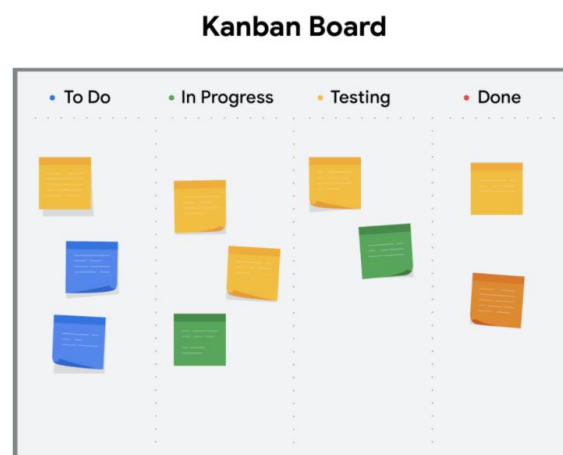 Kanban Board
To Do
In Progress
Testing
Done